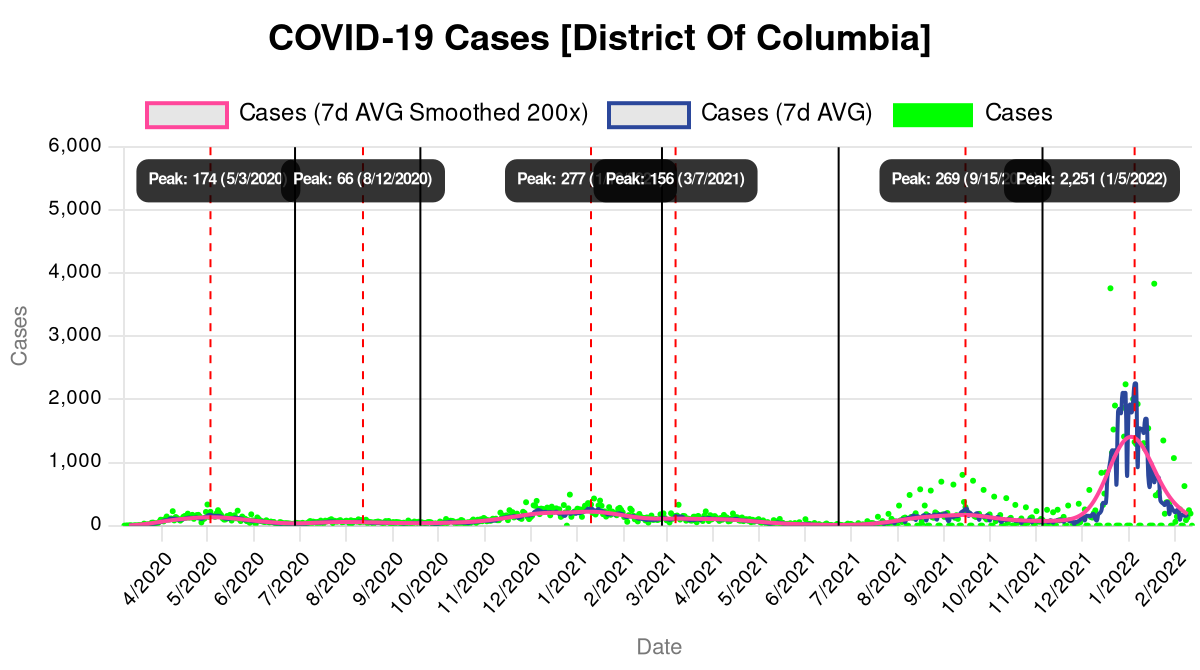 COVID-19 Cases [District Of Columbia]
Cases (7d AVG Smoothed 200x) Cases (7d AVG) Cases
6,000
Peak: 174 (5/3/2020) Peak: 66 (8/12/2020) Peak: 277 ( Peak: 156 (3/7/2021) Peak: 269 (9/15/20 Peak: 2,251 (1/5/2022)
5,000
4,000
3,000
2,000
1,000
0
Cases
4/2020 5/2020 6/2020 7/2020 8/2020 9/2020 10/2020 11/2020 12/2020 1/2021 2/2021 3/2021 4/2021 5/2021 6/2021 7/2021 8/2021 9/2021 10/2021 11/2021 12/2021 1/2022 2/2022
Date